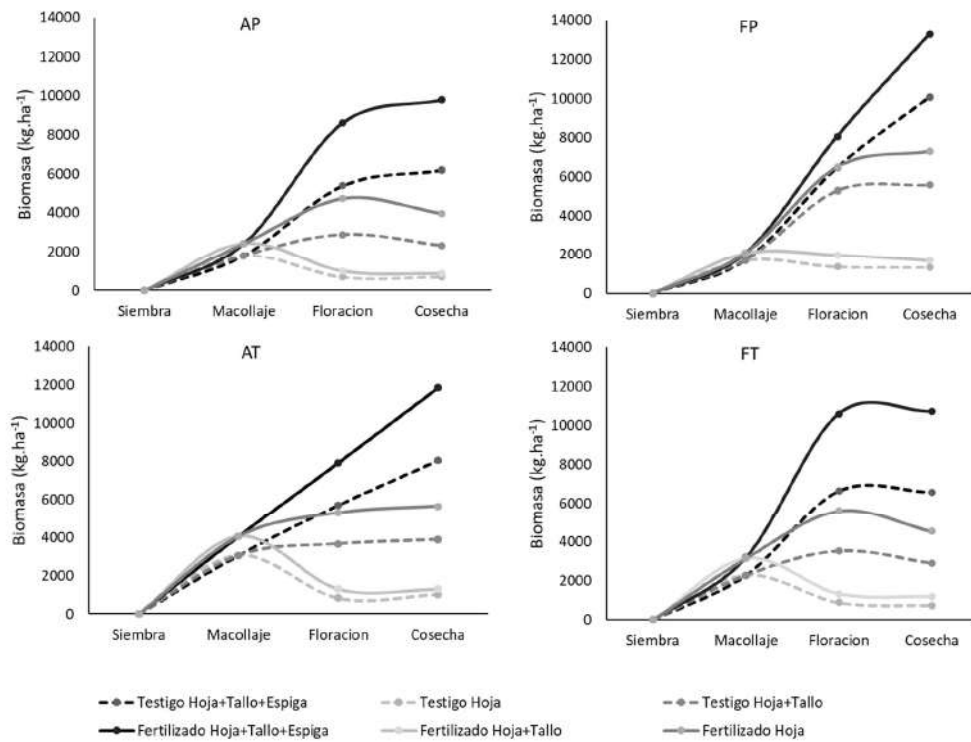 AP
14000
12000
10000
8000
6000
4000
2000
0
Biomasa (kg.ha⁻¹)
Siembra Macollaje Floracion Cosecha
FP
14000
12000
10000
8000
6000
4000
2000
0
Biomasa (kg.ha⁻¹)
Siembra Macollaje Floracion Cosecha
AT
14000
12000
10000
8000
6000
4000
2000
0
Biomasa (kg.ha⁻¹)
Siembra Macollaje Floracion Cosecha
FT
14000
12000
10000
8000
6000
4000
2000
0
Biomasa (kg.ha⁻¹)
Siembra Macollaje Floracion Cosecha
Testigo Hoja+Tallo+Espiga Testigo Hoja Testigo Hoja+Tallo
Fertilizado Hoja+Tallo+Espiga Fertilizado Hoja+Tallo Fertilizado Hoja